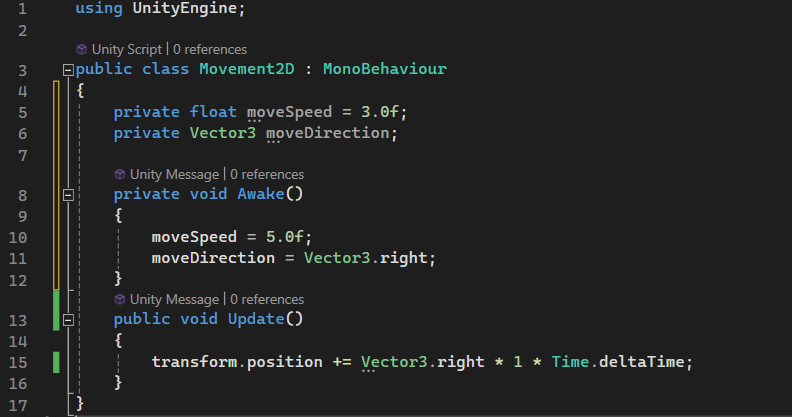 1 using UnityEngine;
2
Unity Script | 0 references
3 public class Movement2D : MonoBehaviour
4 {
5 private float moveSpeed = 3.0f;
6 private Vector3 moveDirection;
7
Unity Message | 0 references
8 private void Awake()
9 {
10 moveSpeed = 5.0f;
11 moveDirection = Vector3.right;
12 }
Unity Message | 0 references
13 public void Update()
14 {
15 transform.position += Vector3.right * 1 * Time.deltaTime;
16 }
17 }